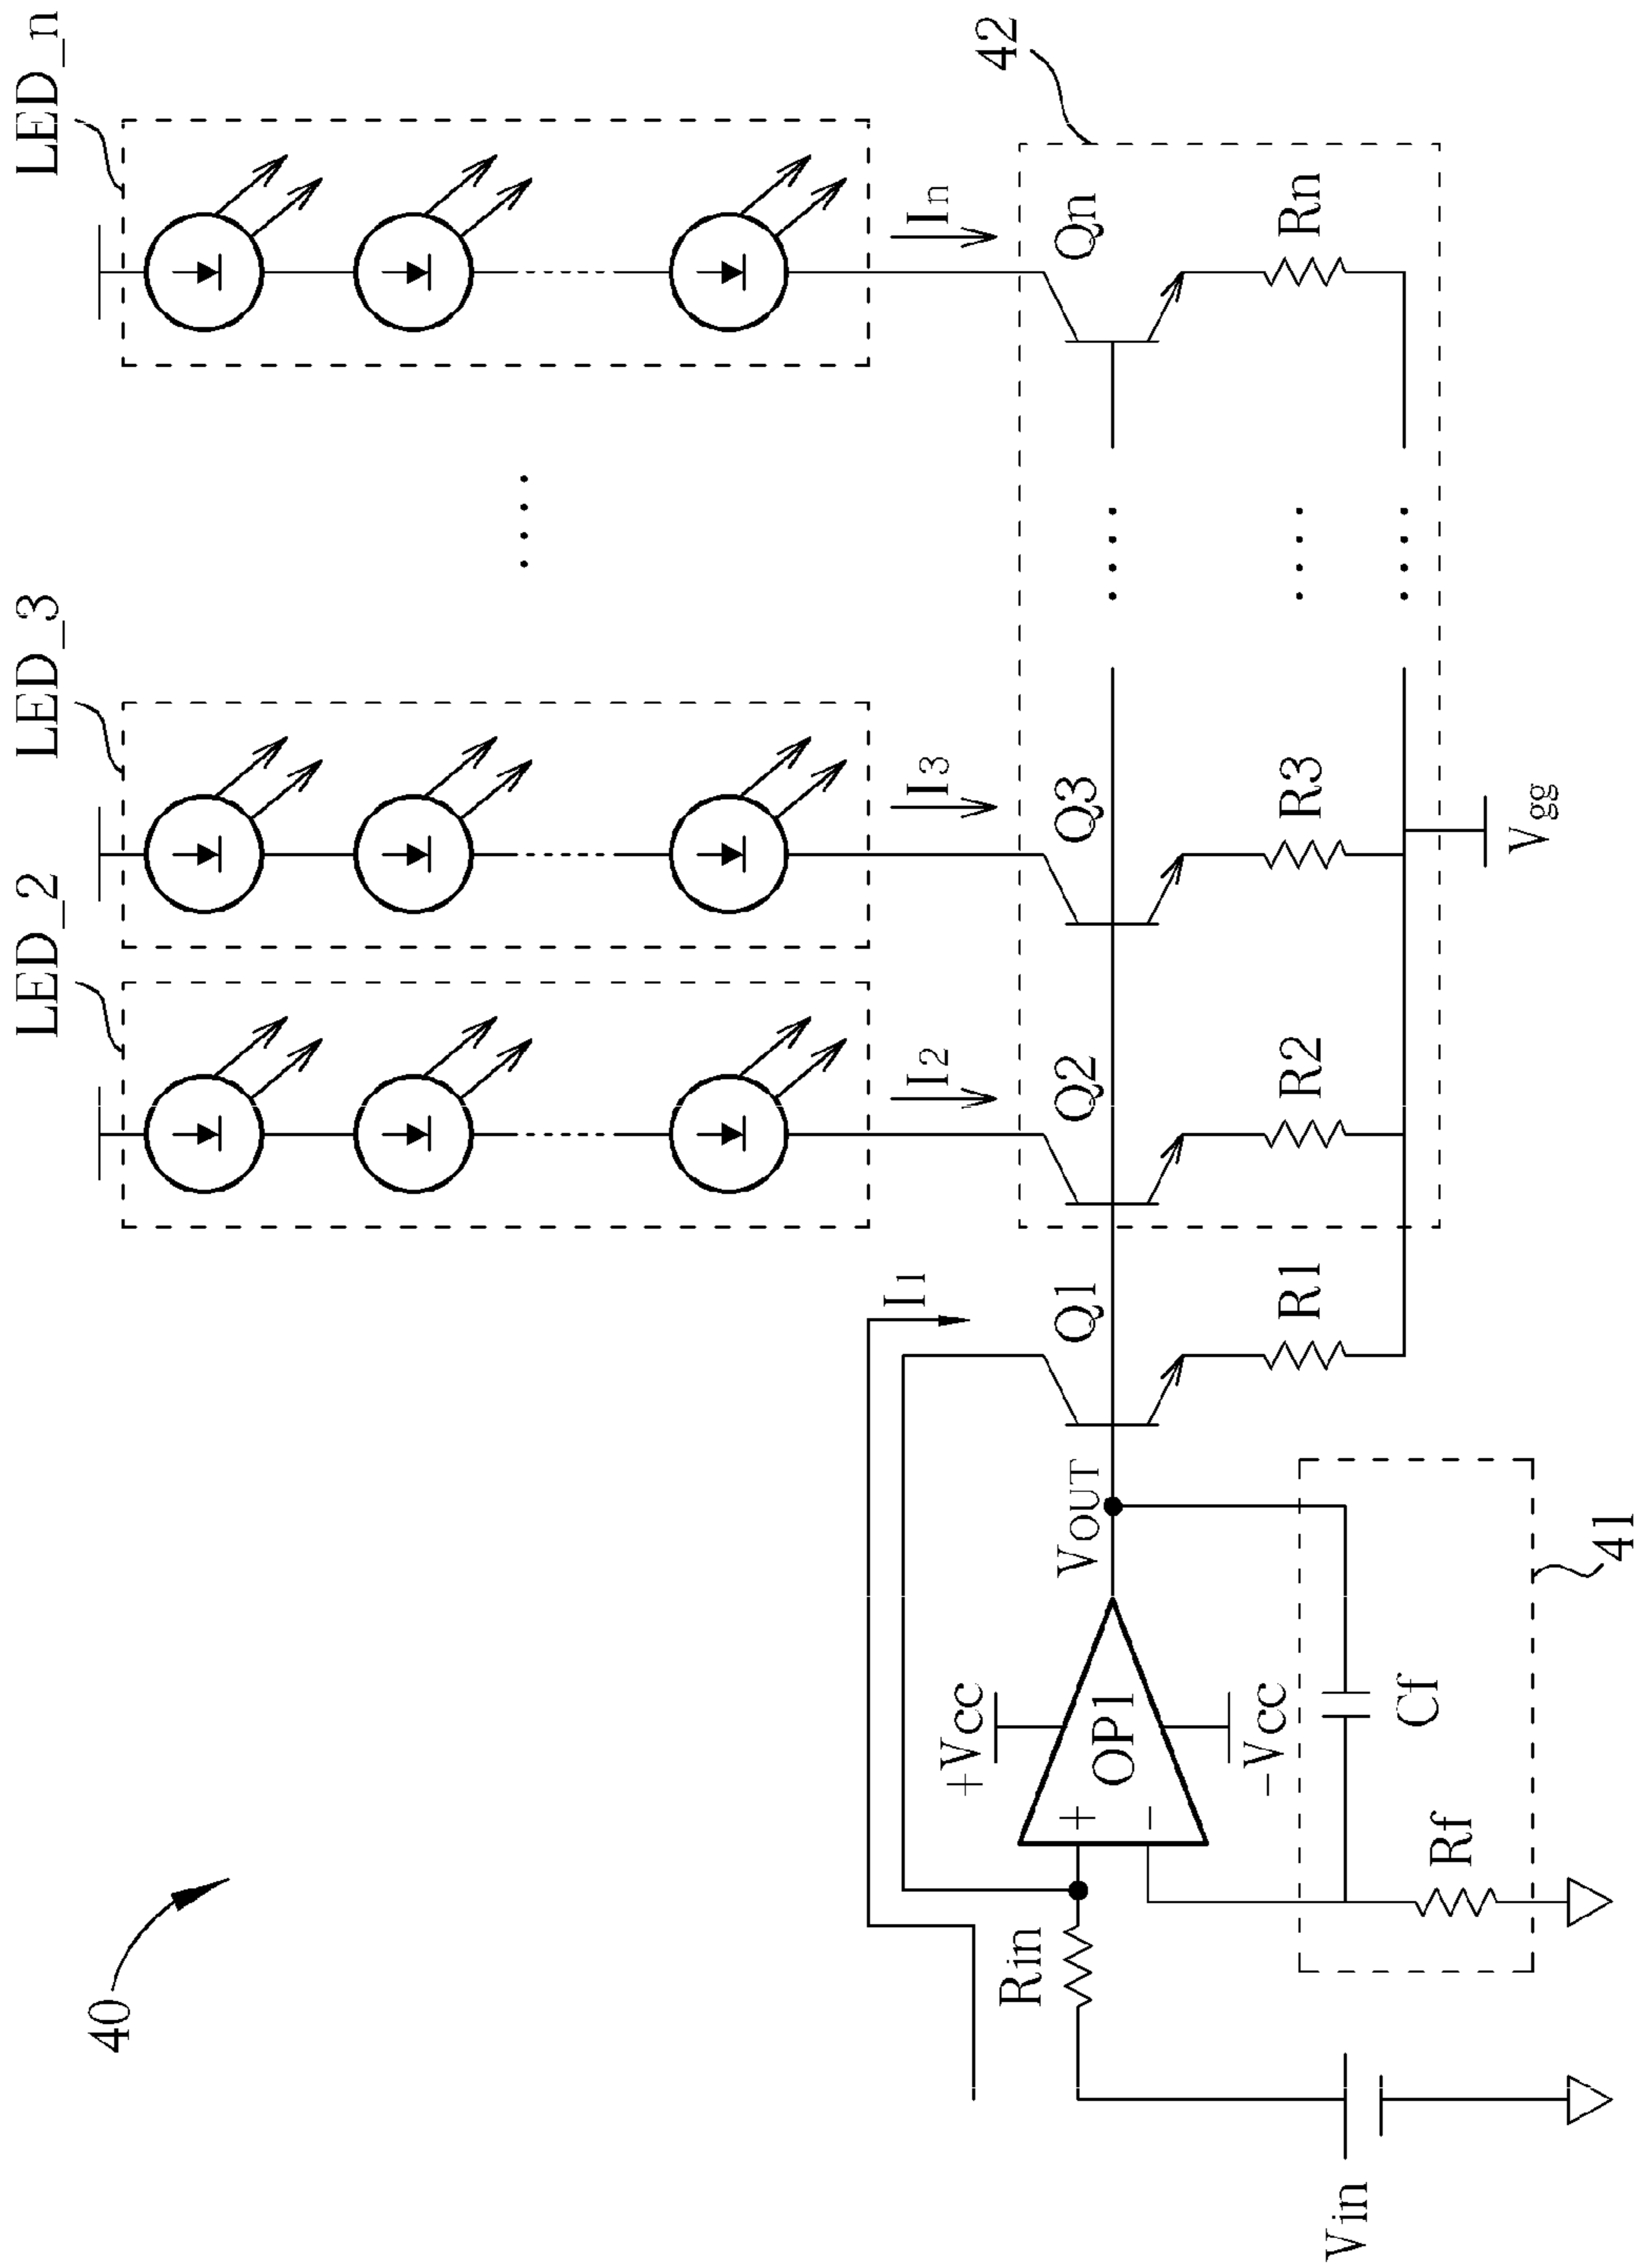 40
LED_2
LED_3
LED_n
I1
I2
I3
In
42
Q1
Q2
Q3
Qn
+Vcc
Rin
+
−
OP1
VOUT
−Vcc
R1
R2
R3
Rn
Vin
Cf
Rf
41
Vgg